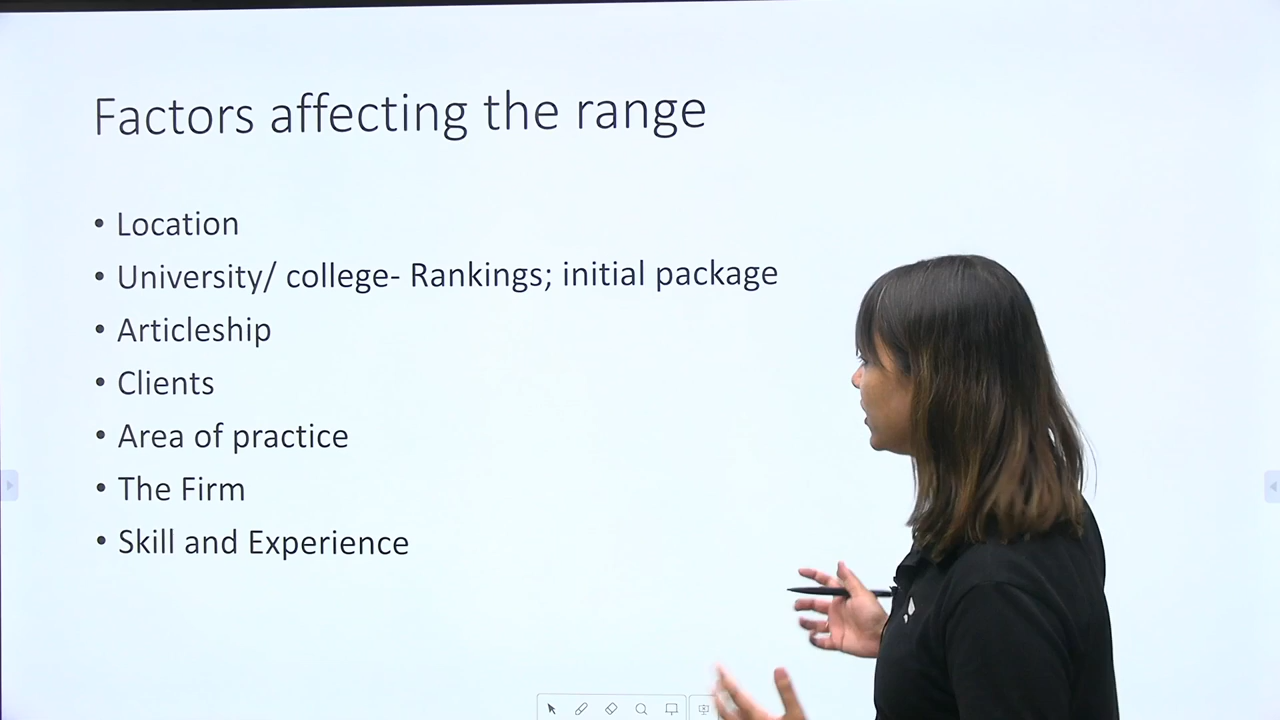 Factors affecting the range
• Location
• University/ college- Rankings; initial package
• Articleship
• Clients
• Area of practice
• The Firm
• Skill and Experience